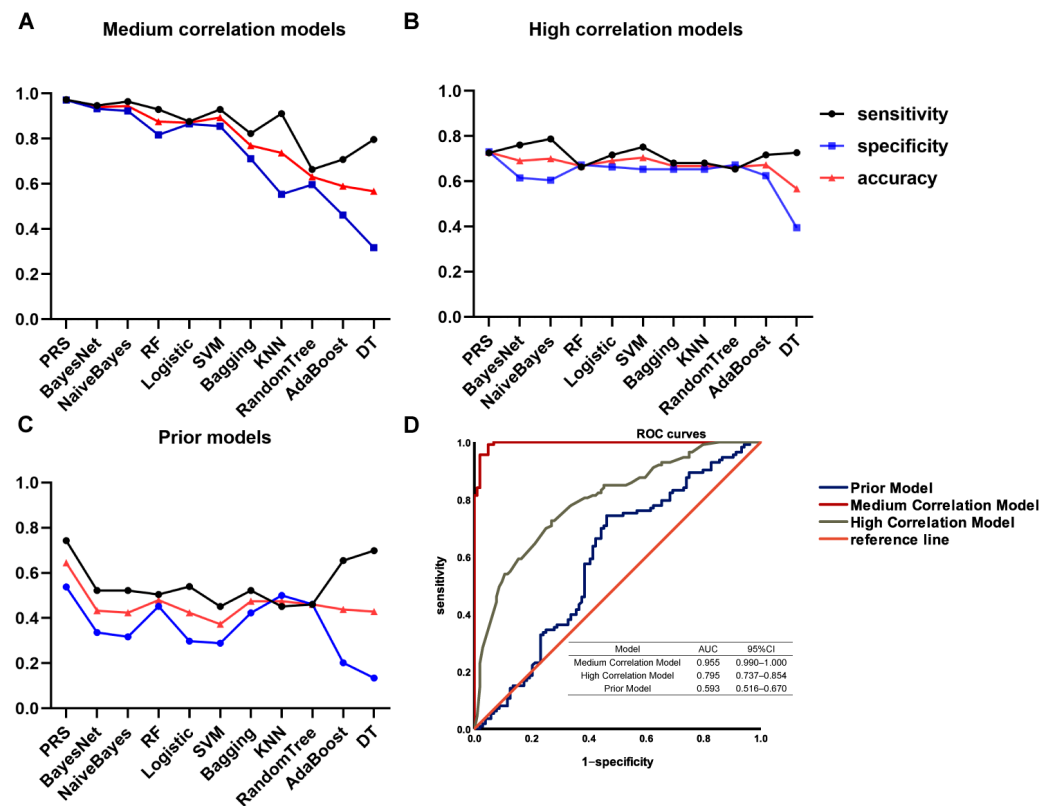 A
Medium correlation models
1.0
0.8
0.6
0.4
0.2
0.0
PRS
BayesNet
NaiveBayes
RF
Logistic
SVM
Bagging
KNN
RandomTree
AdaBoost
DT
B
High correlation models
1.0
0.8
0.6
0.4
0.2
0.0
PRS
BayesNet
NaiveBayes
RF
Logistic
SVM
Bagging
KNN
RandomTree
AdaBoost
DT
sensitivity
specificity
accuracy
C
Prior models
1.0
0.8
0.6
0.4
0.2
0.0
PRS
BayesNet
NaiveBayes
RF
Logistic
SVM
Bagging
KNN
RandomTree
AdaBoost
DT
D
ROC curves
sensitivity
1.0
0.8
0.6
0.4
0.2
0.0
Model AUC 95%CI
Medium Correlation Model 0.955 0.990–1.000
High Correlation Model 0.795 0.737–0.854
Prior Model 0.593 0.516–0.670
0.0 0.2 0.4 0.6 0.8 1.0
1–specificity
Prior Model
Medium Correlation Model
High Correlation Model
reference line